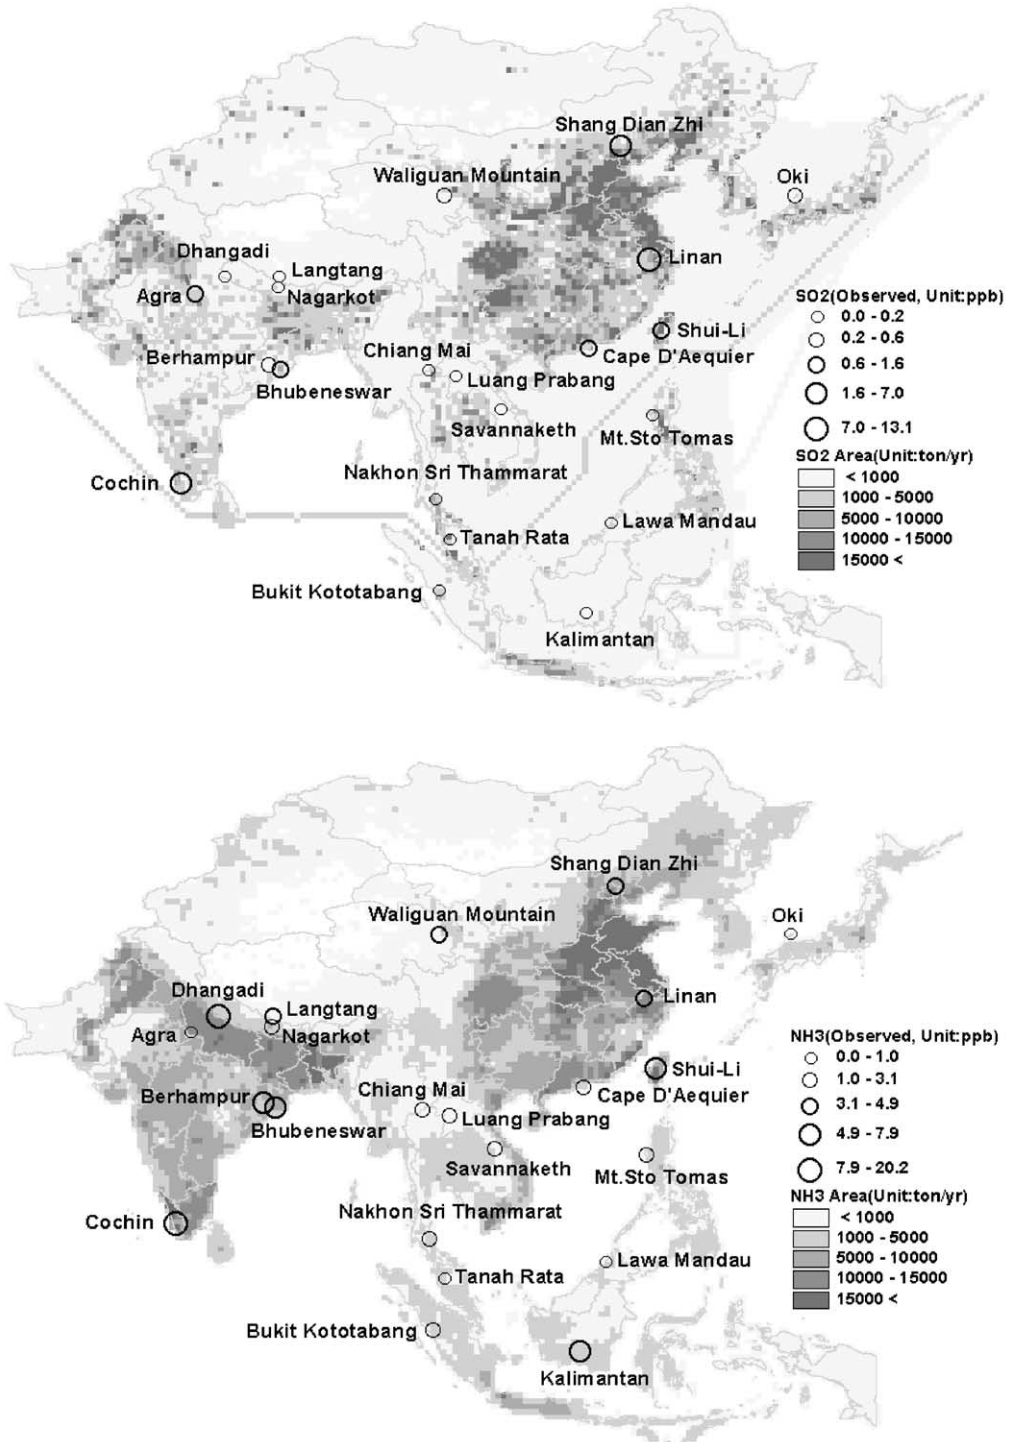 Shang Dian Zhi
Waliguan Mountain
Oki
Dhangadi
Langtang
Linan
Agra
Nagarkot
SO2(Observed, Unit:ppb)
0.0 - 0.2
0.2 - 0.6
0.6 - 1.6
1.6 - 7.0
7.0 - 13.1
Shui-Li
Chiang Mai
Cape D'Aequier
Berhampur
Luang Prabang
Bhubeneswar
Savannaketh
Mt.Sto Tomas
SO2 Area(Unit:ton/yr)
< 1000
1000 - 5000
5000 - 10000
10000 - 15000
15000 <
Nakhon Sri Thammarat
Cochin
Lawa Mandau
Tanah Rata
Bukit Kototabang
Kalimantan
Shang Dian Zhi
Waliguan Mountain
Oki
Dhangadi
Langtang
Linan
Agra
Nagarkot
NH3(Observed, Unit:ppb)
0.0 - 1.0
1.0 - 3.1
3.1 - 4.9
4.9 - 7.9
7.9 - 20.2
Shui-Li
Chiang Mai
Cape D'Aequier
Berhampur
Luang Prabang
Bhubeneswar
Savannaketh
Mt.Sto Tomas
NH3 Area(Unit:ton/yr)
< 1000
1000 - 5000
5000 - 10000
10000 - 15000
15000 <
Nakhon Sri Thammarat
Cochin
Lawa Mandau
Tanah Rata
Bukit Kototabang
Kalimantan